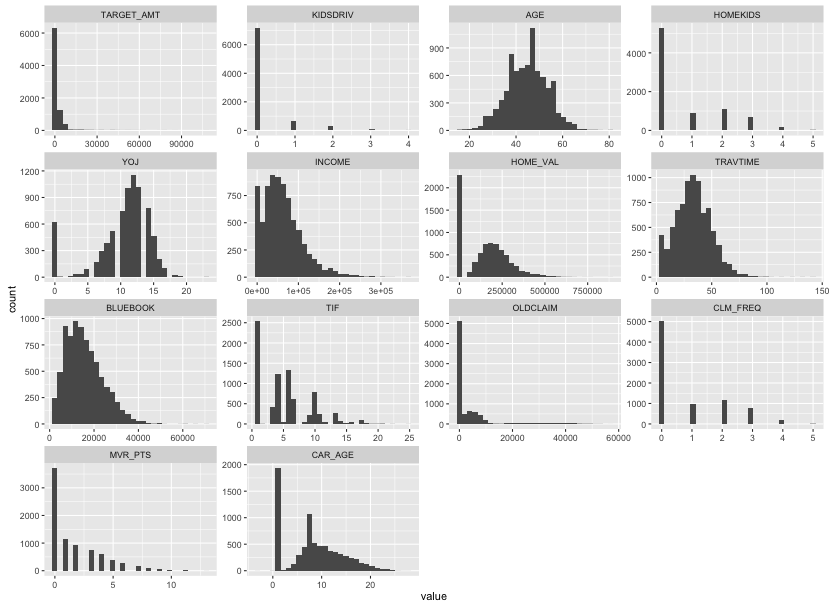 TARGET_AMT KIDSDRIV AGE HOMEKIDS
6000 4000 2000 0
6000 4000 2000 0
900 600 300 0
4000 2000 0
0 30000 60000 90000
0 1 2 3 4
20 40 60 80
0 1 2 3 4 5
YOJ INCOME HOME_VAL TRAVTIME
1200 900 600 300 0
750 500 250 0
2000 1500 1000 500 0
1000 750 500 250 0
0 5 10 15 20
0e+00 1e+05 2e+05 3e+05
0 250000 500000 750000
0 50 100 150
count
BLUEBOOK TIF OLDCLAIM CLM_FREQ
1000 750 500 250 0
2500 2000 1500 1000 500 0
5000 4000 3000 2000 1000 0
5000 4000 3000 2000 1000 0
0 20000 40000 60000
0 5 10 15 20 25
0 20000 40000 60000
0 1 2 3 4 5
MVR_PTS CAR_AGE
3000 2000 1000 0
2000 1500 1000 500 0
0 5 10
0 10 20
value